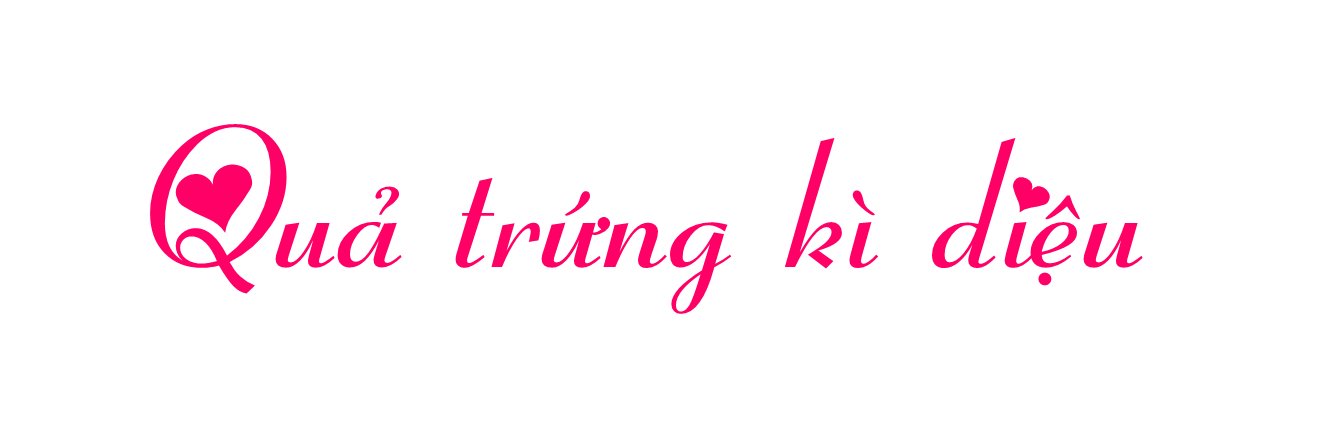 Quả trứng kì diệu